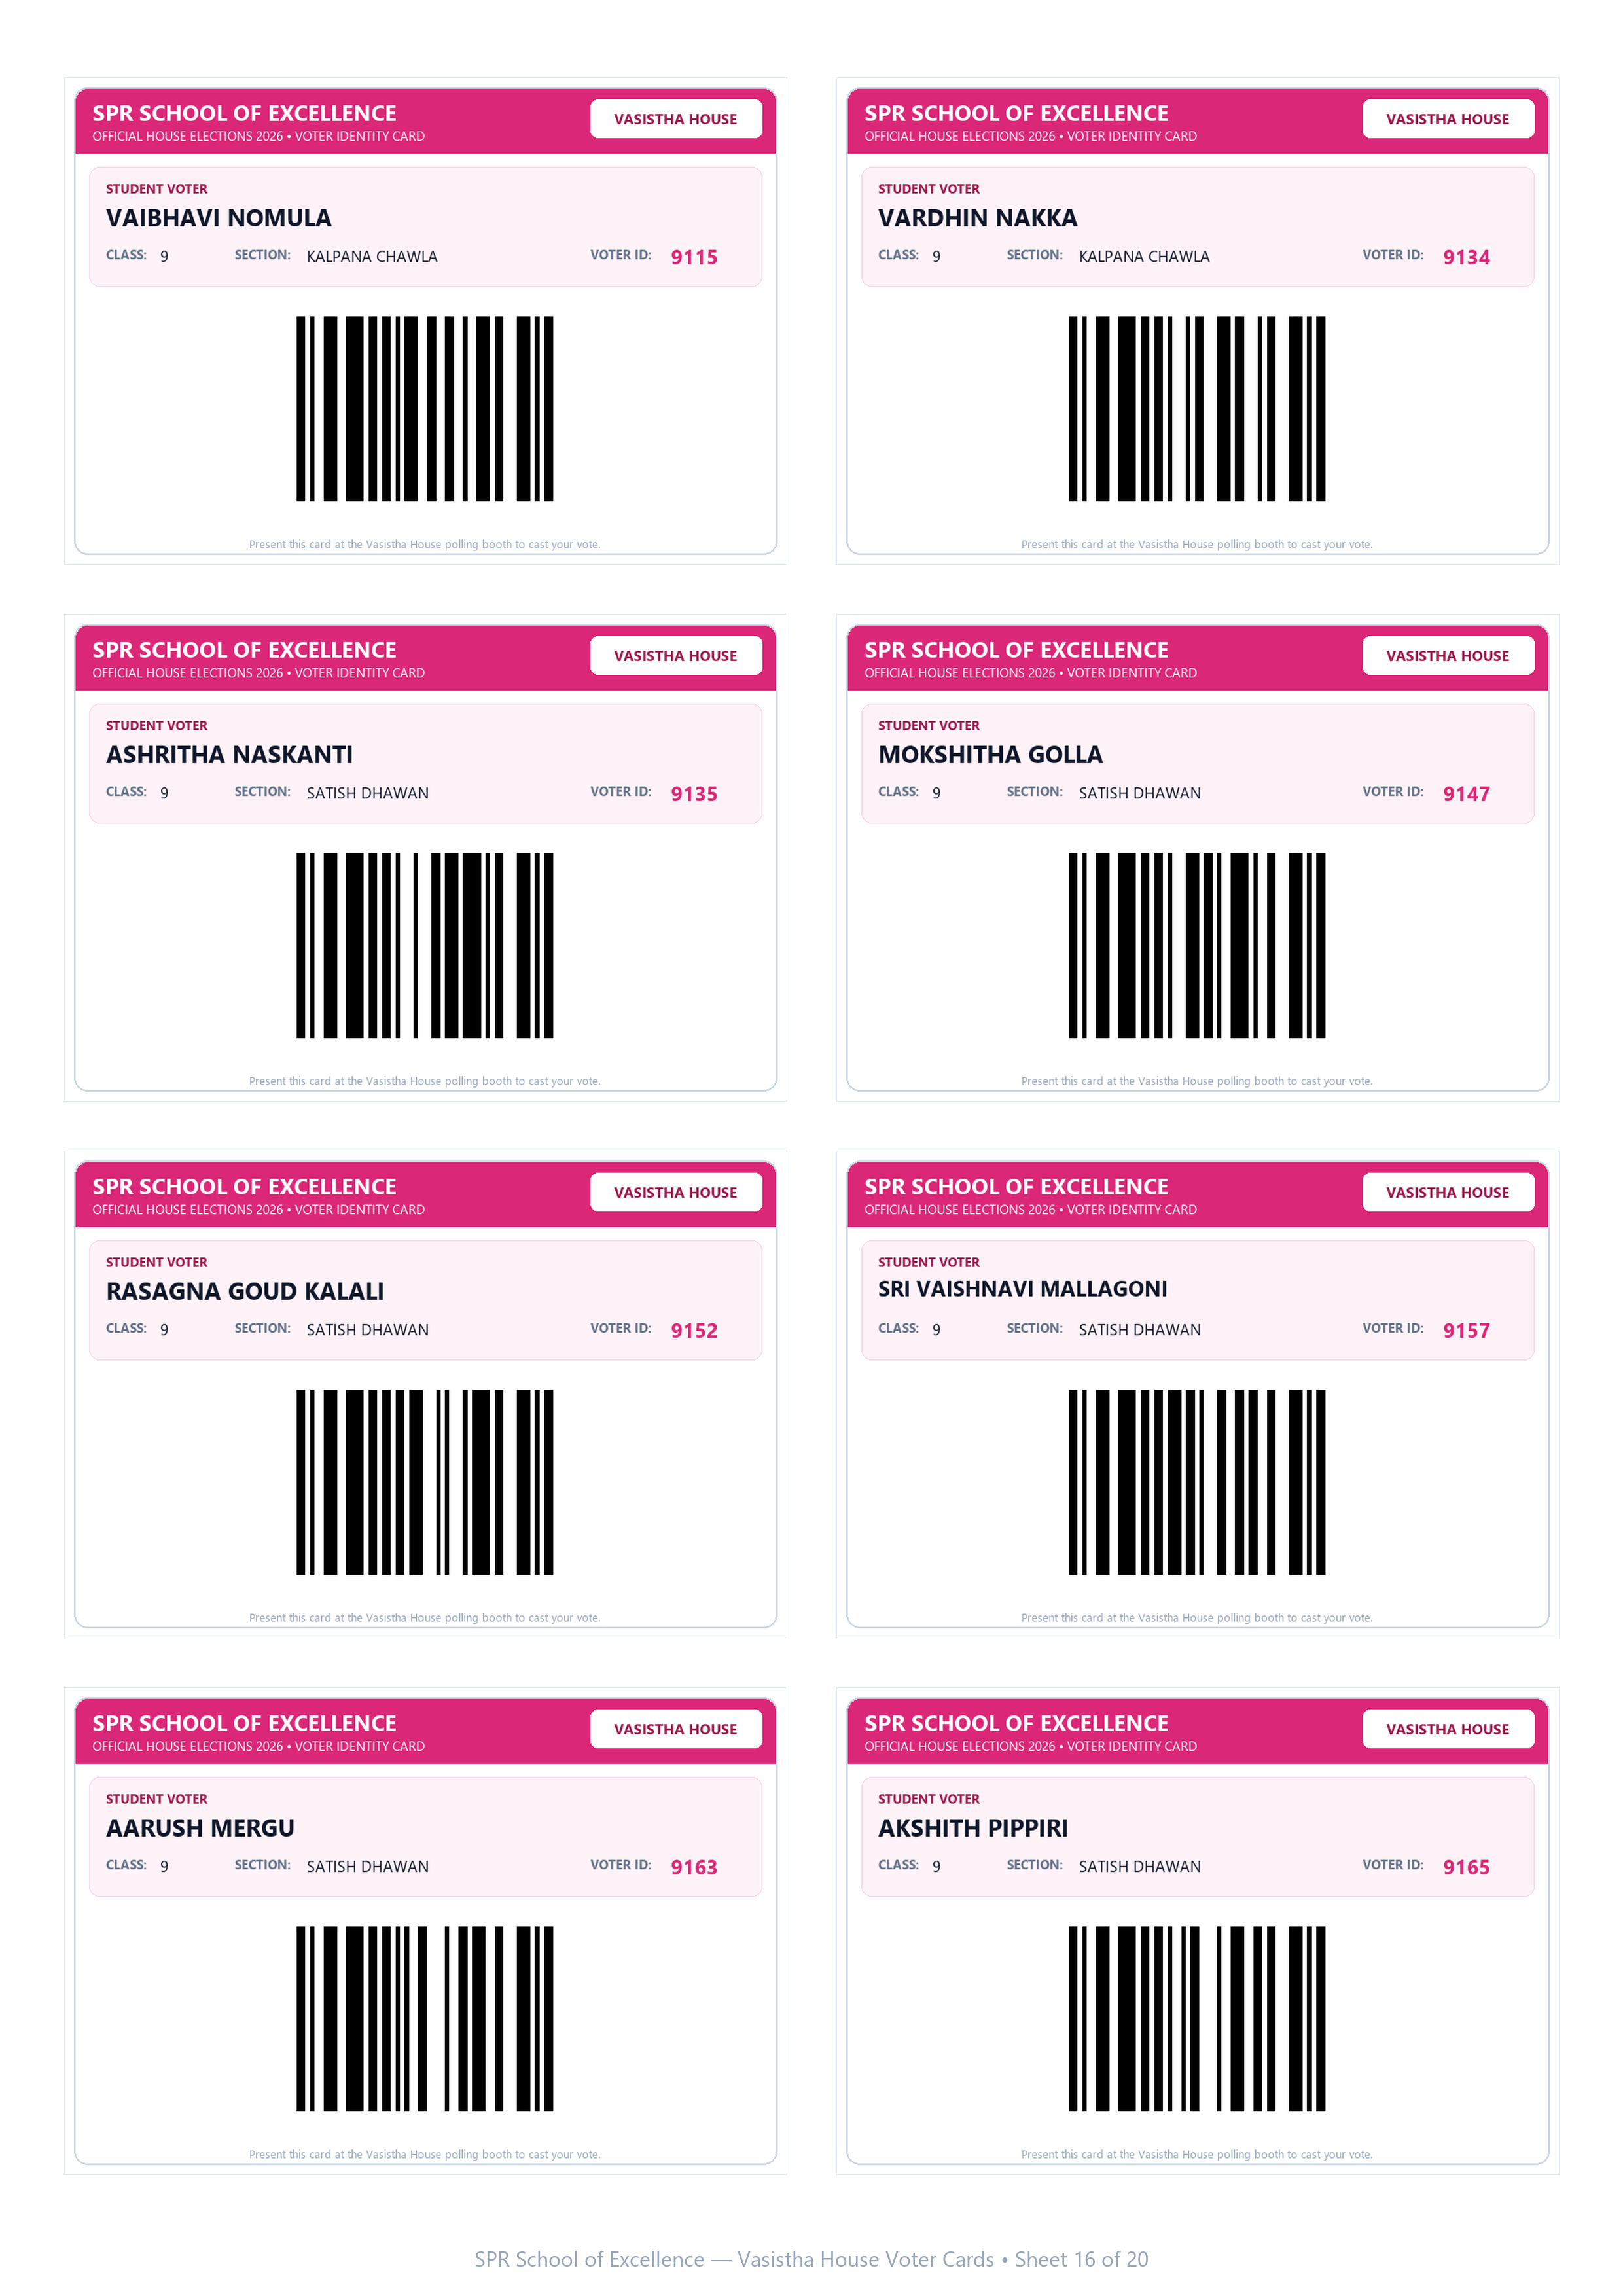 SPR SCHOOL OF EXCELLENCE
OFFICIAL HOUSE ELECTIONS 2026 • VOTER IDENTITY CARD
VASISTHA HOUSE
STUDENT VOTER
VAIBHAVI NOMULA
CLASS: 9 SECTION: KALPANA CHAWLA VOTER ID: 9115
Present this card at the Vasistha House polling booth to cast your vote.
SPR SCHOOL OF EXCELLENCE
OFFICIAL HOUSE ELECTIONS 2026 • VOTER IDENTITY CARD
VASISTHA HOUSE
STUDENT VOTER
VARDHIN NAKKA
CLASS: 9 SECTION: KALPANA CHAWLA VOTER ID: 9134
Present this card at the Vasistha House polling booth to cast your vote.
SPR SCHOOL OF EXCELLENCE
OFFICIAL HOUSE ELECTIONS 2026 • VOTER IDENTITY CARD
VASISTHA HOUSE
STUDENT VOTER
ASHRITHA NASKANTI
CLASS: 9 SECTION: SATISH DHAWAN VOTER ID: 9135
Present this card at the Vasistha House polling booth to cast your vote.
SPR SCHOOL OF EXCELLENCE
OFFICIAL HOUSE ELECTIONS 2026 • VOTER IDENTITY CARD
VASISTHA HOUSE
STUDENT VOTER
MOKSHITHA GOLLA
CLASS: 9 SECTION: SATISH DHAWAN VOTER ID: 9147
Present this card at the Vasistha House polling booth to cast your vote.
SPR SCHOOL OF EXCELLENCE
OFFICIAL HOUSE ELECTIONS 2026 • VOTER IDENTITY CARD
VASISTHA HOUSE
STUDENT VOTER
RASAGNA GOUD KALALI
CLASS: 9 SECTION: SATISH DHAWAN VOTER ID: 9152
Present this card at the Vasistha House polling booth to cast your vote.
SPR SCHOOL OF EXCELLENCE
OFFICIAL HOUSE ELECTIONS 2026 • VOTER IDENTITY CARD
VASISTHA HOUSE
STUDENT VOTER
SRI VAISHNAVI MALLAGONI
CLASS: 9 SECTION: SATISH DHAWAN VOTER ID: 9157
Present this card at the Vasistha House polling booth to cast your vote.
SPR SCHOOL OF EXCELLENCE
OFFICIAL HOUSE ELECTIONS 2026 • VOTER IDENTITY CARD
VASISTHA HOUSE
STUDENT VOTER
AARUSH MERGU
CLASS: 9 SECTION: SATISH DHAWAN VOTER ID: 9163
Present this card at the Vasistha House polling booth to cast your vote.
SPR SCHOOL OF EXCELLENCE
OFFICIAL HOUSE ELECTIONS 2026 • VOTER IDENTITY CARD
VASISTHA HOUSE
STUDENT VOTER
AKSHITH PIPPIRI
CLASS: 9 SECTION: SATISH DHAWAN VOTER ID: 9165
Present this card at the Vasistha House polling booth to cast your vote.
SPR School of Excellence — Vasistha House Voter Cards • Sheet 16 of 20